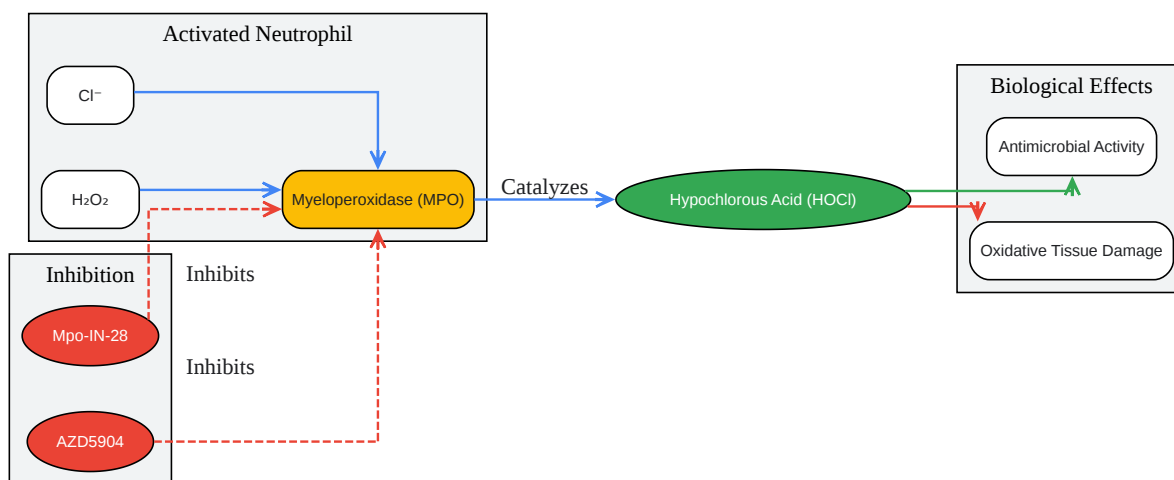 Activated Neutrophil
Cl⁻
H₂O₂
Myeloperoxidase (MPO)
Catalyzes
Hypochlorous Acid (HOCl)
Biological Effects
Antimicrobial Activity
Oxidative Tissue Damage
Inhibition
Inhibits
Mpo-IN-28
Inhibits
AZD5904